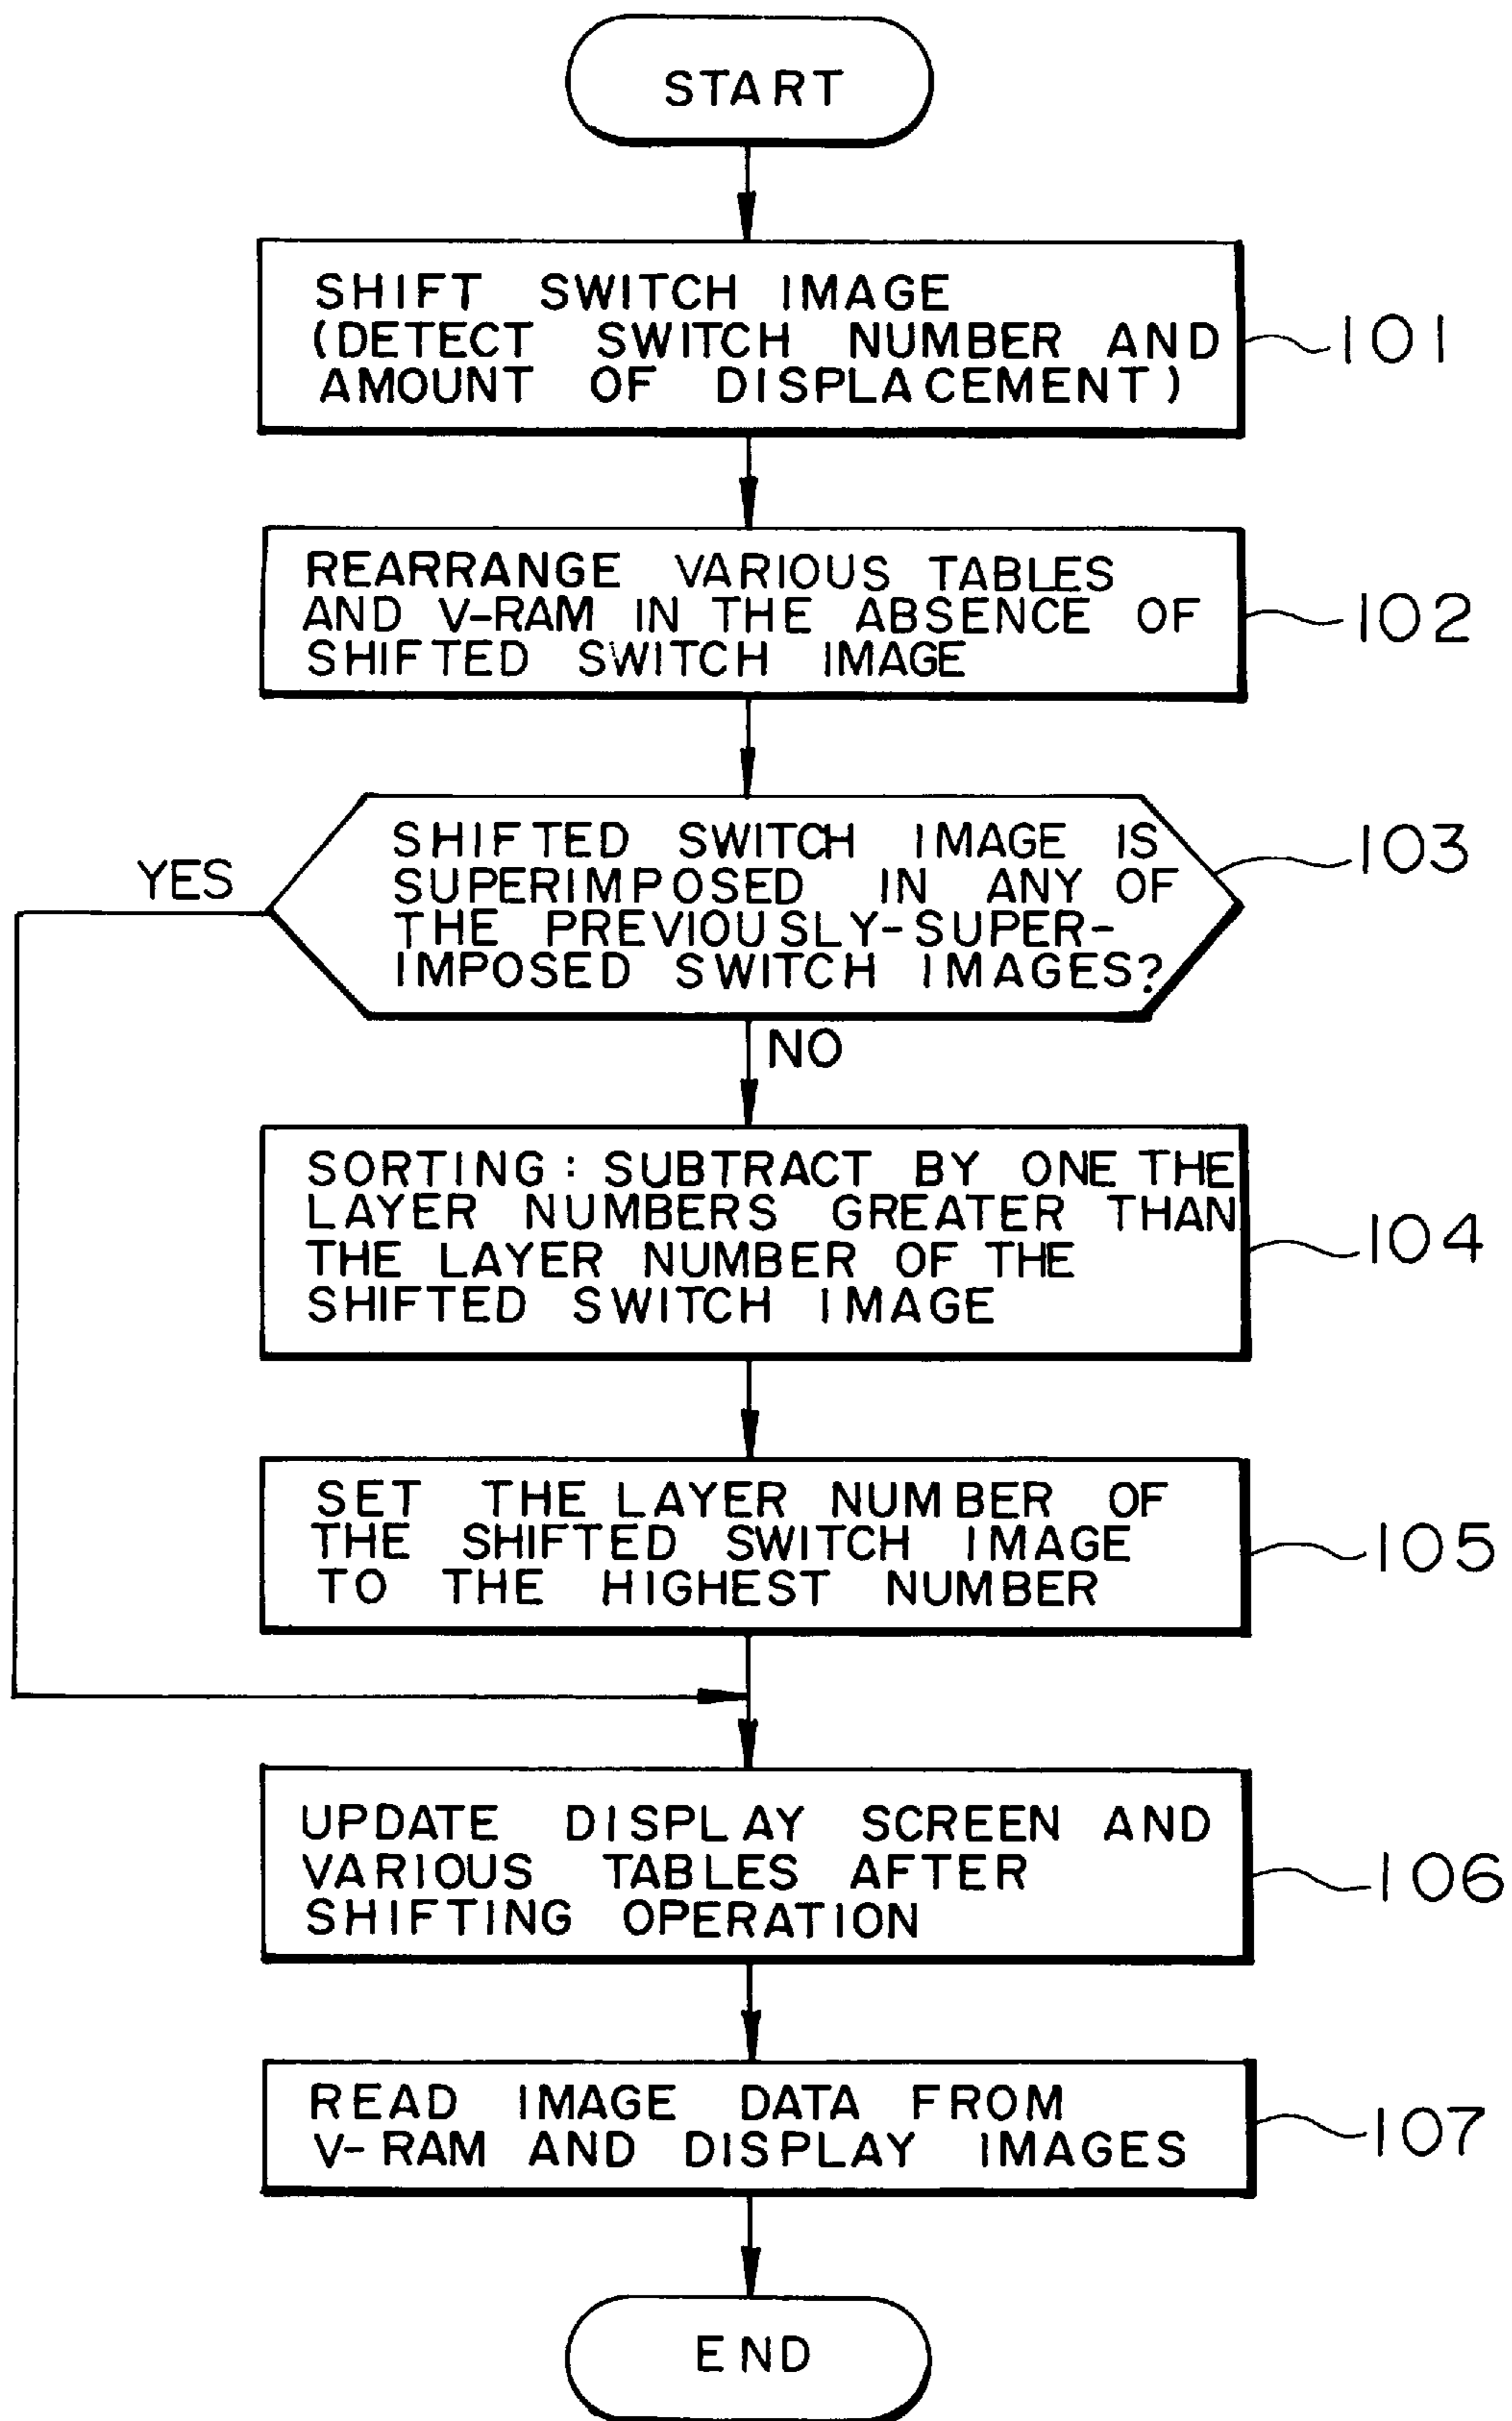 START
SHIFT SWITCH IMAGE
(DETECT SWITCH NUMBER AND
AMOUNT OF DISPLACEMENT)
101
REARRANGE VARIOUS TABLES
AND V-RAM IN THE ABSENCE OF
SHIFTED SWITCH IMAGE
102
SHIFTED SWITCH IMAGE IS
SUPERIMPOSED IN ANY OF
THE PREVIOUSLY-SUPER-
IMPOSED SWITCH IMAGES?
103
YES
NO
SORTING: SUBTRACT BY ONE THE
LAYER NUMBERS GREATER THAN
THE LAYER NUMBER OF THE
SHIFTED SWITCH IMAGE
104
SET THE LAYER NUMBER OF
THE SHIFTED SWITCH IMAGE
TO THE HIGHEST NUMBER
105
UPDATE DISPLAY SCREEN AND
VARIOUS TABLES AFTER
SHIFTING OPERATION
106
READ IMAGE DATA FROM
V-RAM AND DISPLAY IMAGES
107
END